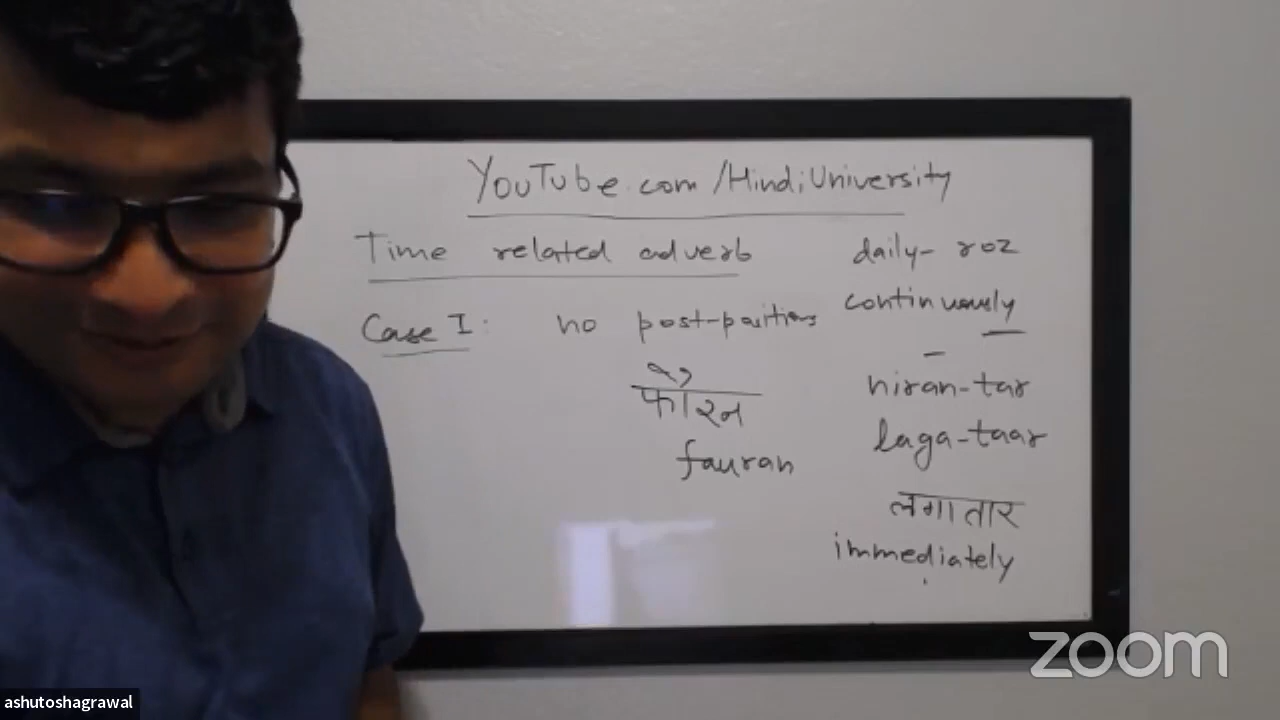 YouTube.com/HindiUniversity
Time related adverb
Case I: no post-positions
फौरन
fauran
daily- roz
continuously
niran-tar
laga-taar
लगातार
immediately
zoom
ashutoshagrawal